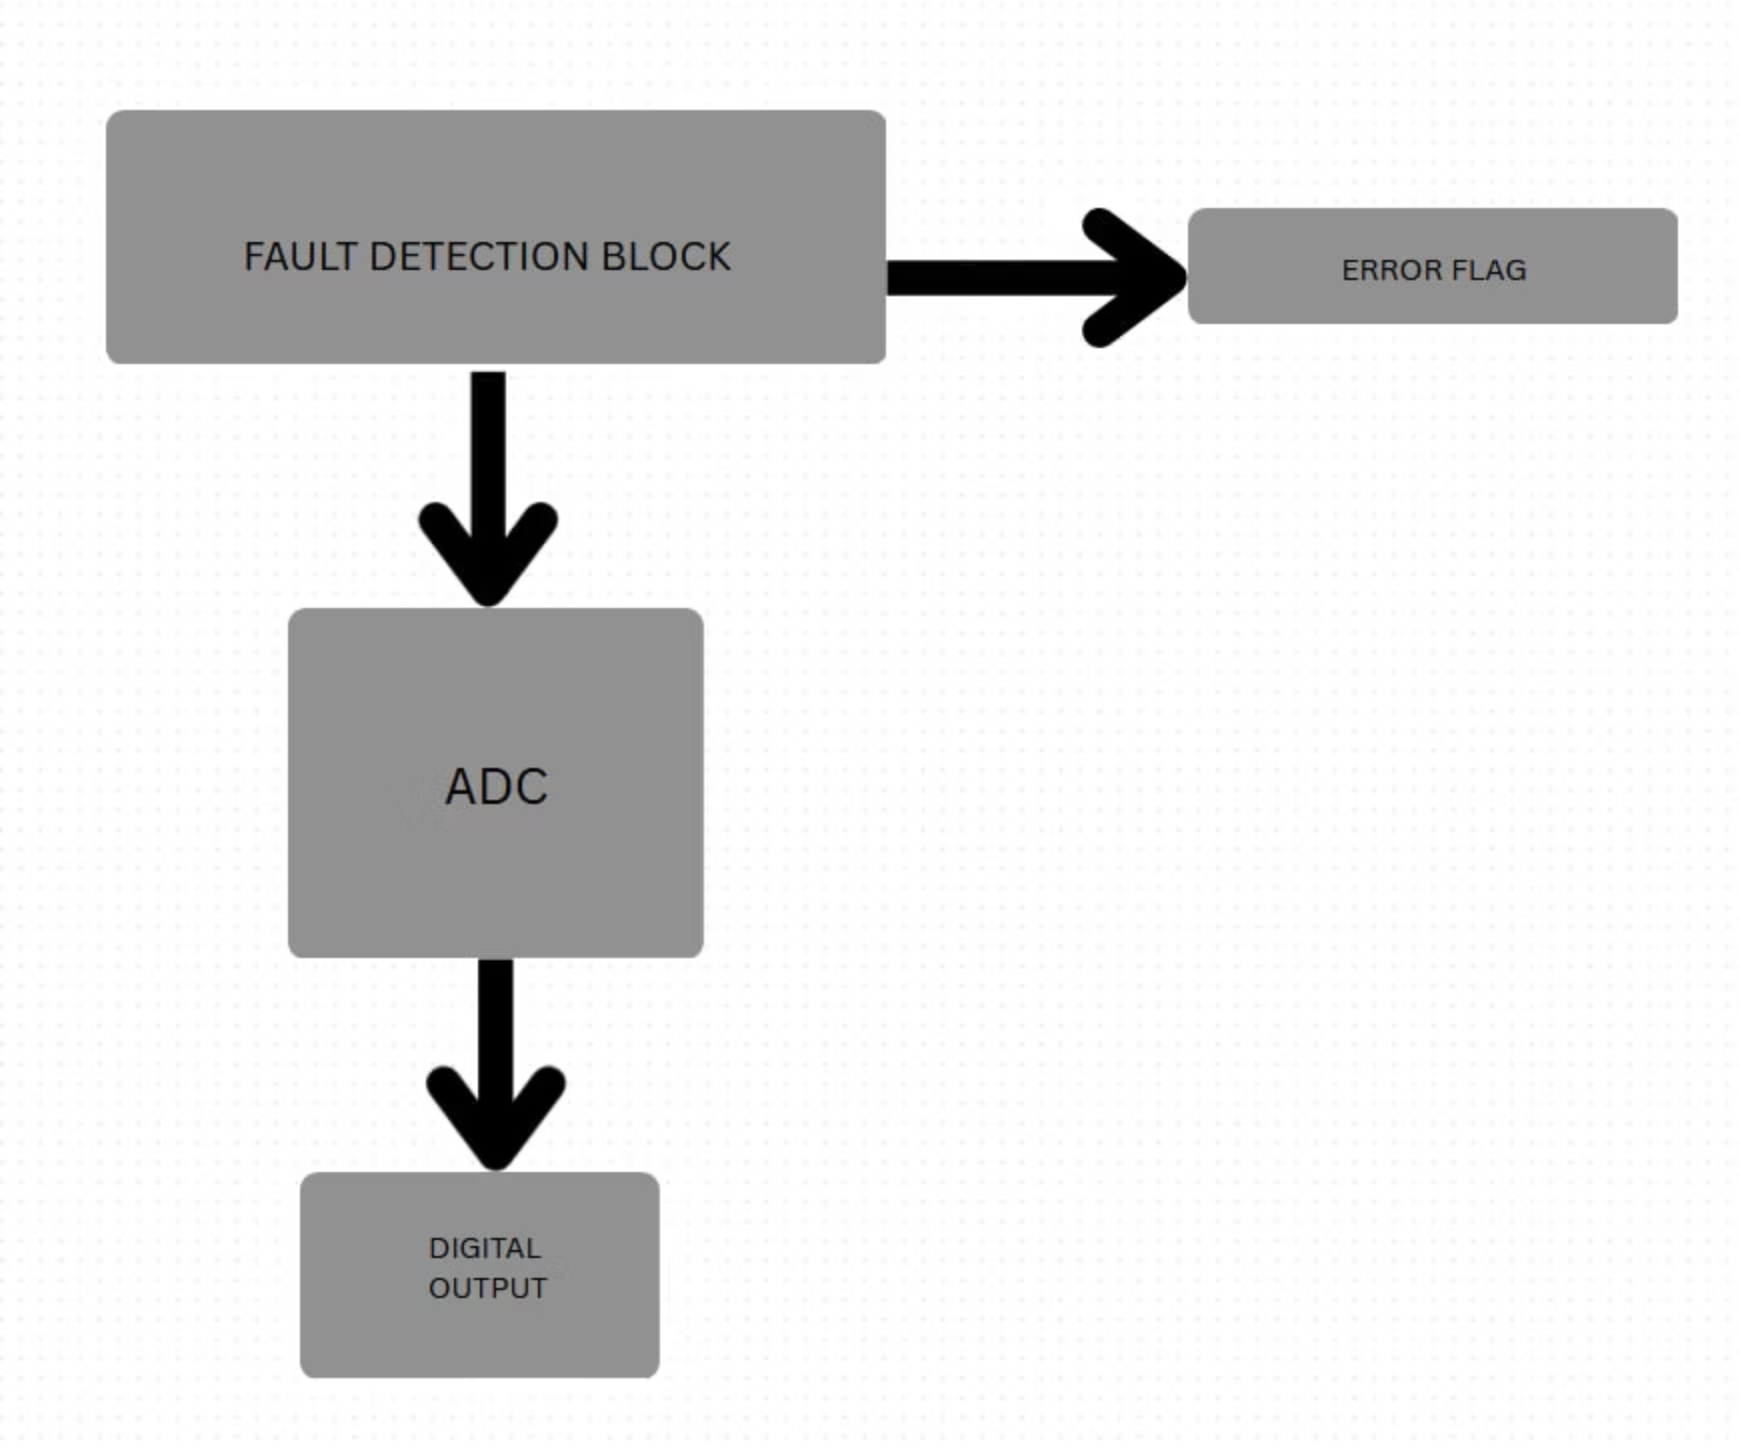 FAULT DETECTION BLOCK
ERROR FLAG
ADC
DIGITAL
OUTPUT